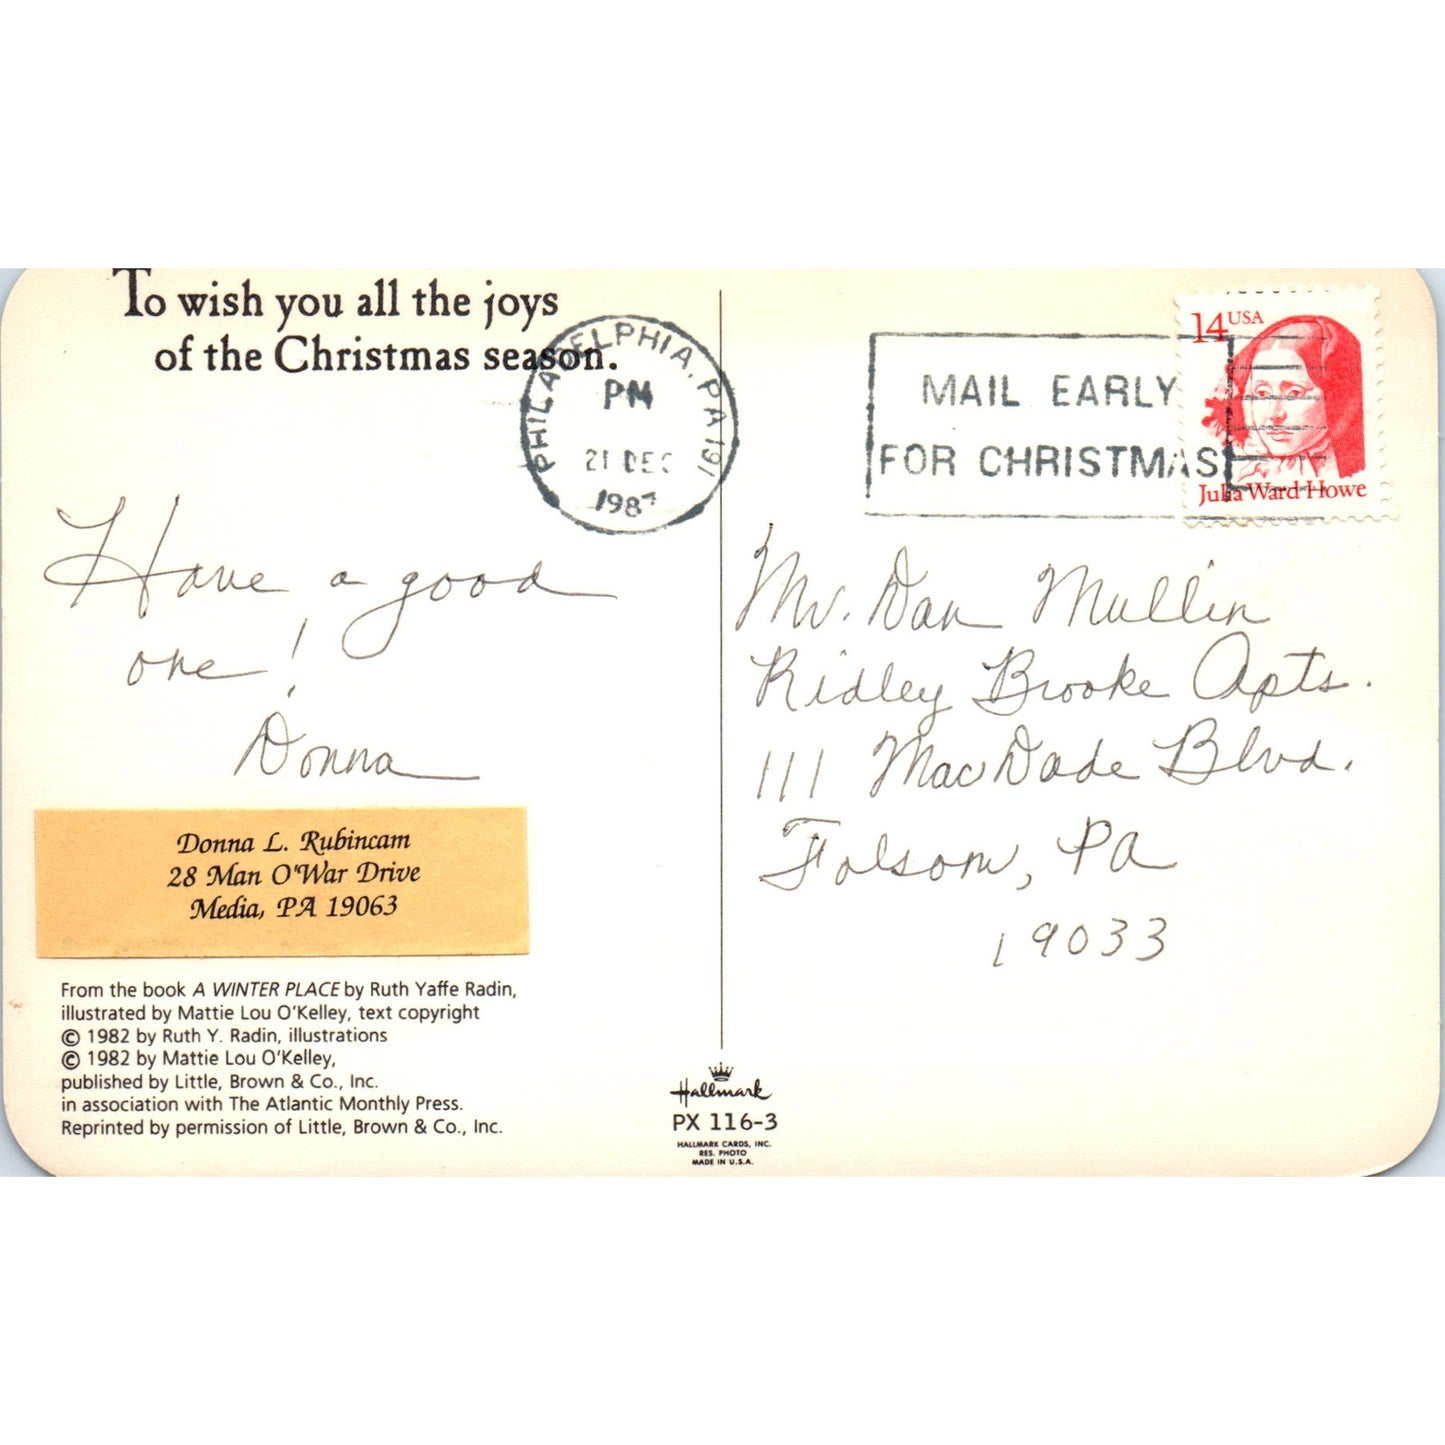 To wish you all the joys
of the Christmas season.
PHILADELPHIA, PA 191
PM
21 DEC
1987
MAIL EARLY
FOR CHRISTMAS
14 USA
Julia Ward Howe
Have a good
one!
Donna
Donna L. Rubincam
28 Man O'War Drive
Media, PA 19063
From the book A WINTER PLACE by Ruth Yaffe Radin,
illustrated by Mattie Lou O'Kelley, text copyright
© 1982 by Ruth Y. Radin, illustrations
© 1982 by Mattie Lou O'Kelley,
published by Little, Brown & Co., Inc.
in association with The Atlantic Monthly Press.
Reprinted by permission of Little, Brown & Co., Inc.
Mr. Dan Mullin
Ridley Brooke Apts.
111 MacDade Blvd.
Folsom, PA
19033
Hallmark
PX 116-3
HALLMARK CARDS, INC.
RES. PHOTO
MADE IN U.S.A.